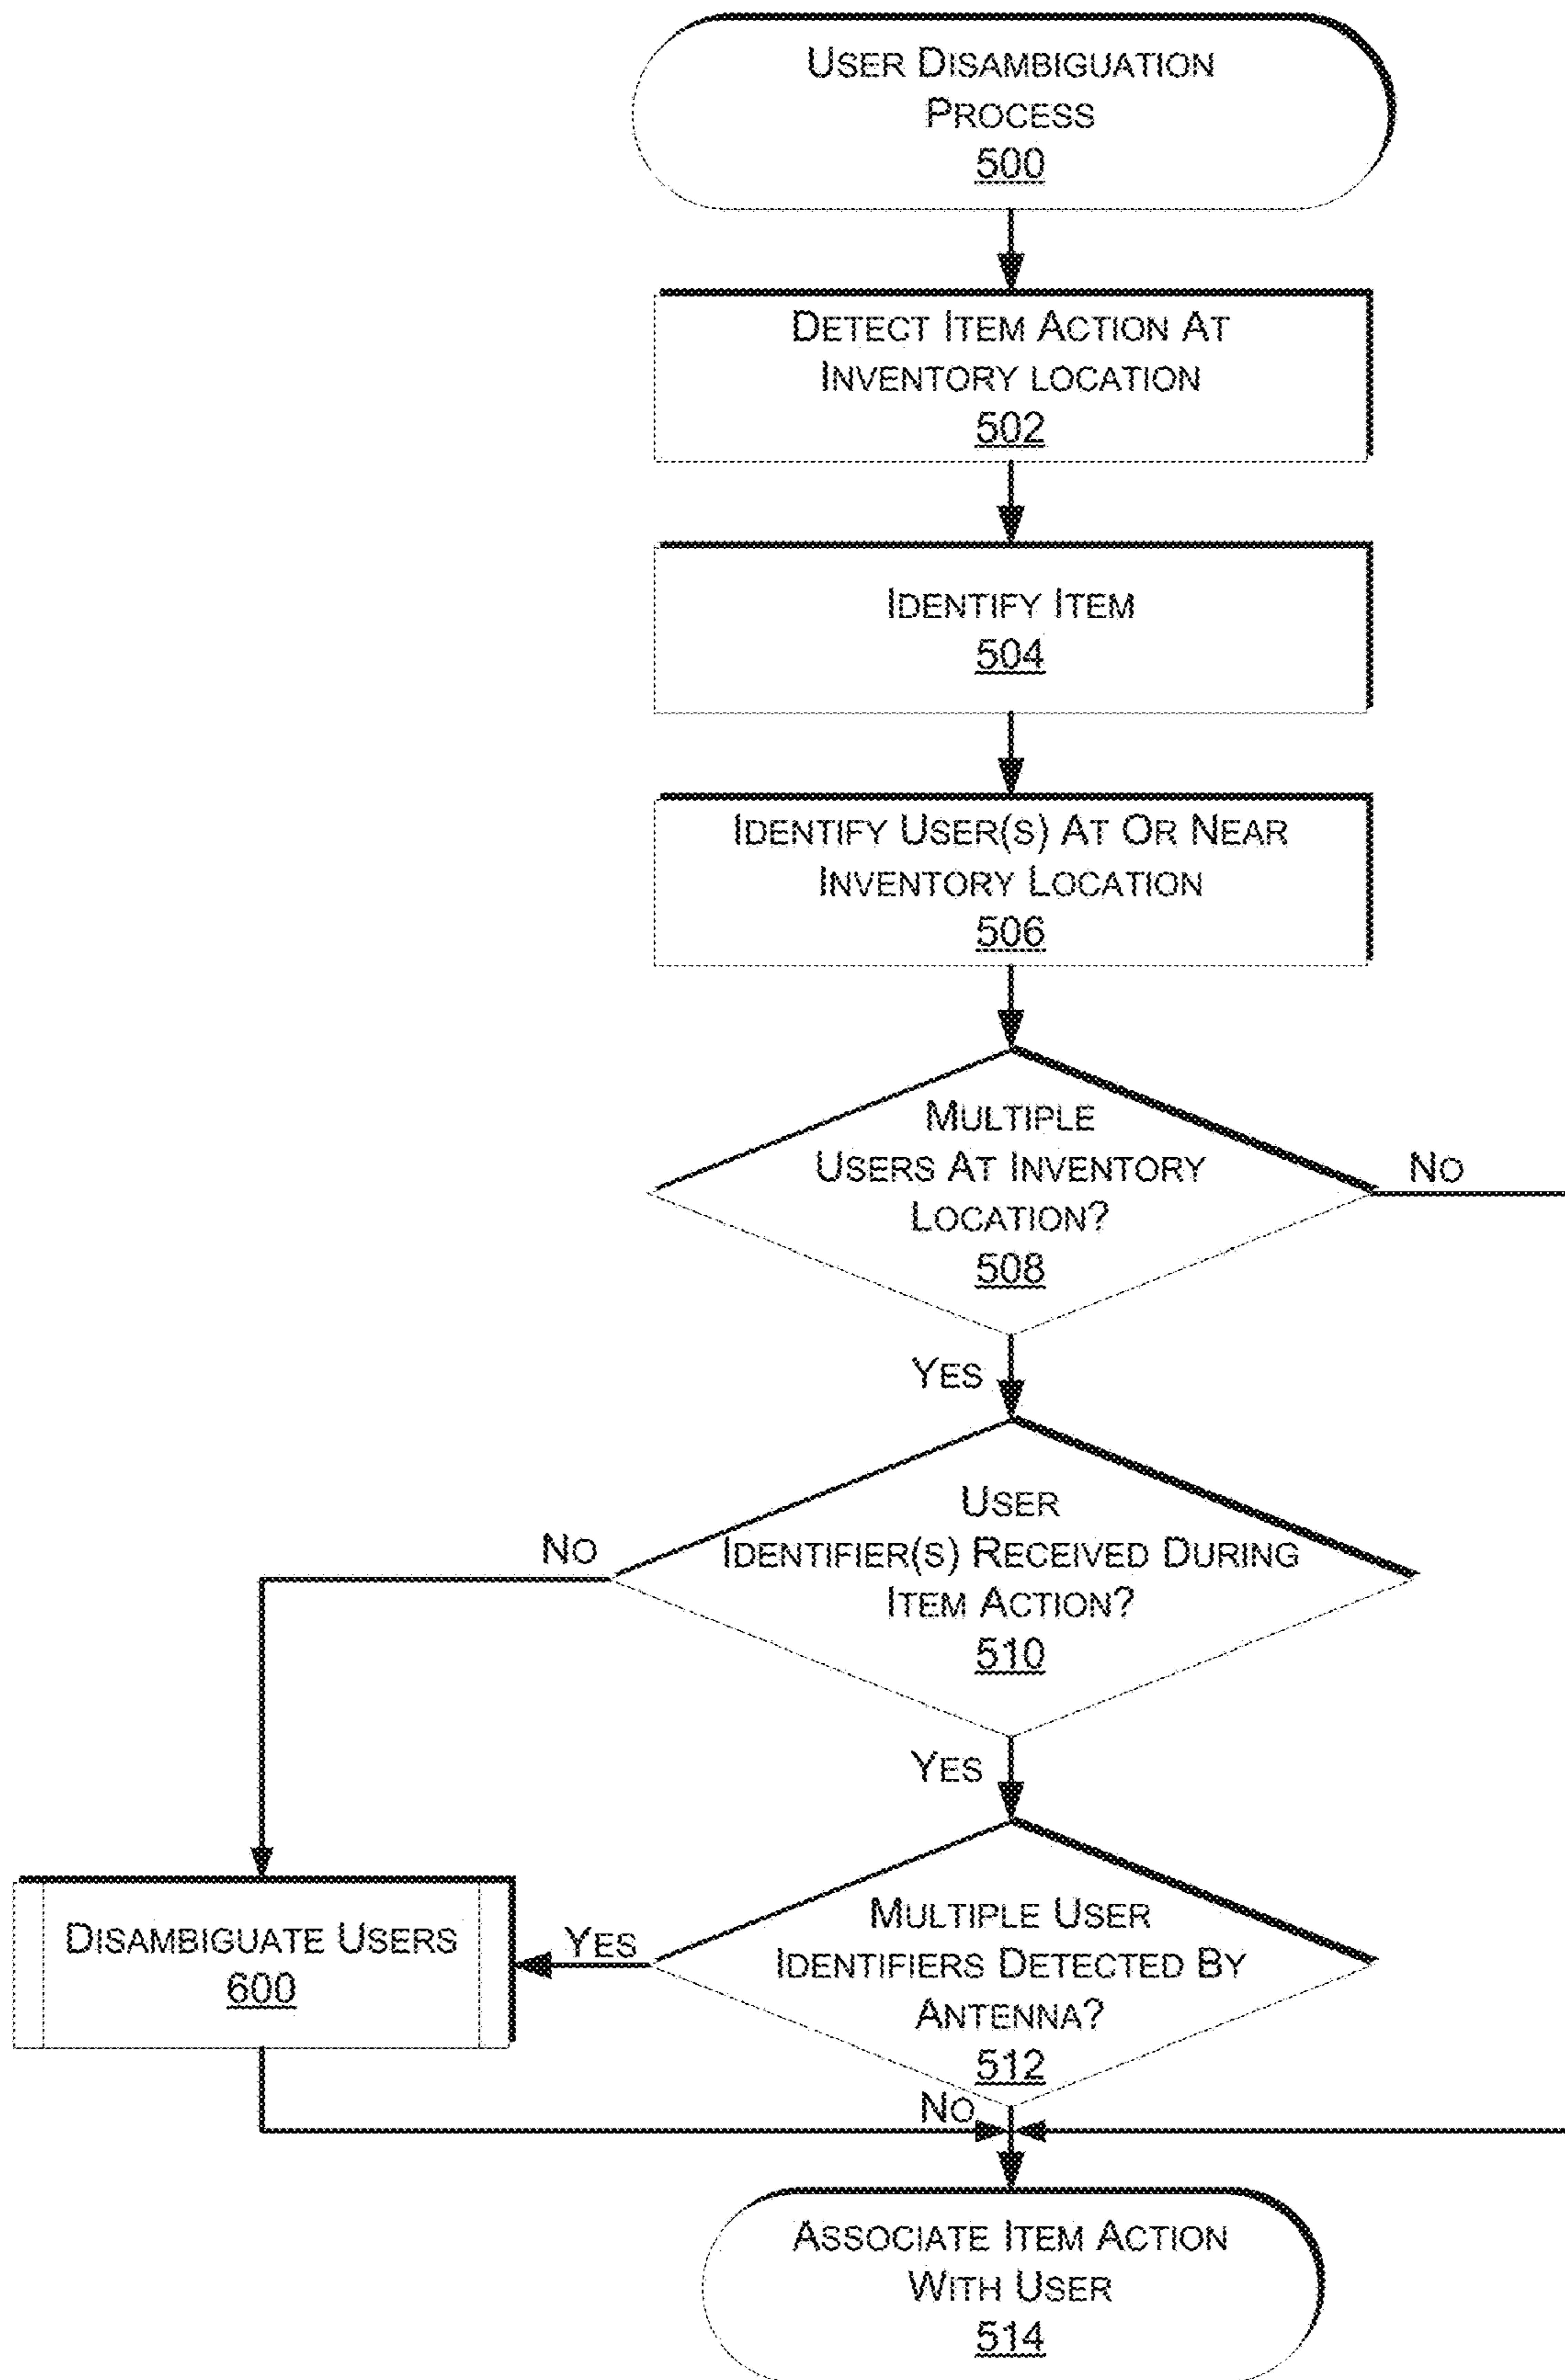 USER DISAMBIGUATION
PROCESS
500
DETECT ITEM ACTION AT
INVENTORY LOCATION
502
IDENTIFY ITEM
504
IDENTIFY USER(S) AT OR NEAR
INVENTORY LOCATION
506
MULTIPLE
USERS AT INVENTORY
LOCATION?
508
NO
YES
USER
IDENTIFIER(S) RECEIVED DURING
ITEM ACTION?
510
NO
YES
MULTIPLE USER
IDENTIFIERS DETECTED BY
ANTENNA?
512
YES
DISAMBIGUATE USERS
600
NO
ASSOCIATE ITEM ACTION
WITH USER
514